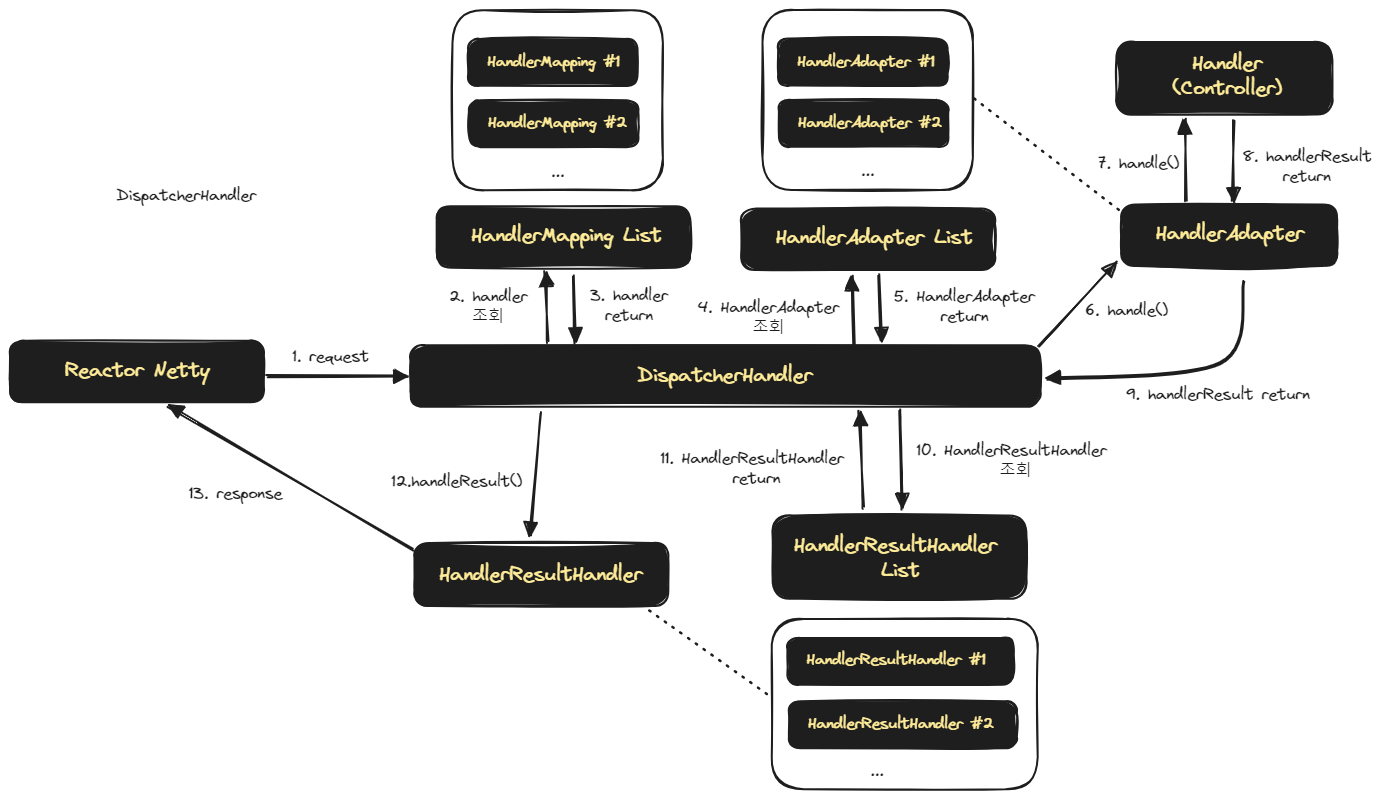 HandlerMapping #1
HandlerMapping #2
...
HandlerAdapter #1
HandlerAdapter #2
...
Handler
(Controller)
7. handle()
8. handlerResult
return
DispatcherHandler
HandlerMapping List
HandlerAdapter List
HandlerAdapter
2. handler
조회
3. handler
return
4. HandlerAdapter
조회
5. HandlerAdapter
return
6. handle()
Reactor Netty
1. request
DispatcherHandler
9. handlerResult return
12.handleResult()
11. HandlerResultHandler
return
10. HandlerResultHandler
조회
13. response
HandlerResultHandler
HandlerResultHandler
List
HandlerResultHandler #1
HandlerResultHandler #2
...